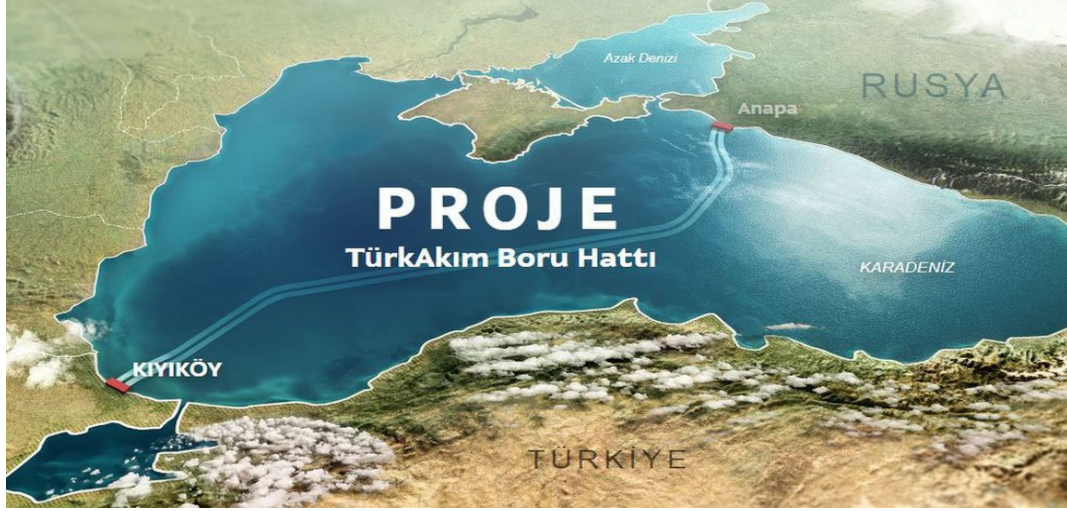 Azak Denizi
RUSYA
Anapa
PROJE
TürkAkım Boru Hattı
KARADENİZ
KIYIKÖY
TÜRKİYE